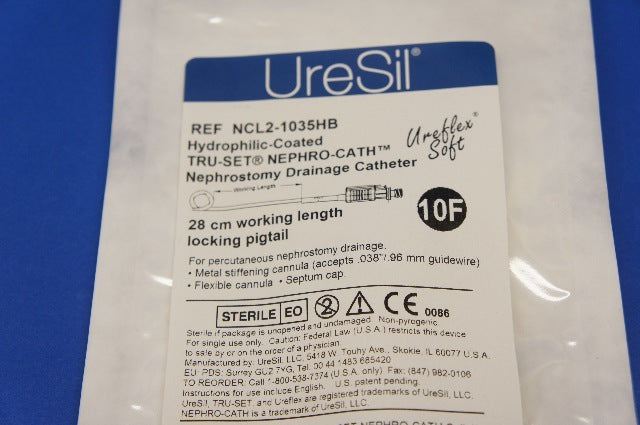 UreSil®
REF NCL2-1035HB
Hydrophilic-Coated
TRU-SET® NEPHRO-CATH™
Nephrostomy Drainage Catheter
Ureflex®
Soft
Working Length
10F
28 cm working length
locking pigtail
For percutaneous nephrostomy drainage.
• Metal stiffening cannula (accepts .038"/.96 mm guidewire)
• Flexible cannula • Septum cap.
STERILE EO 2 CE 0086
Sterile if package is unopened and undamaged. Non-pyrogenic.
For single use only. Caution: Federal Law (U.S.A.) restricts this device
to sale by or on the order of a physician.
Manufactured by: UreSil, LLC. 5418 W. Touhy Ave., Skokie, IL 60077 U.S.A.
EU: PDS: Surrey GU2 7YG, Tel. 00 44 1483 685420
TO REORDER: Call 1-800-538-7374 (U.S.A. only) Fax: (847) 982-0106
Instructions for use include English. U.S. patent pending.
UreSil, TRU-SET, and Ureflex are registered trademarks of UreSil, LLC.
NEPHRO-CATH is a trademark of UreSil, LLC.